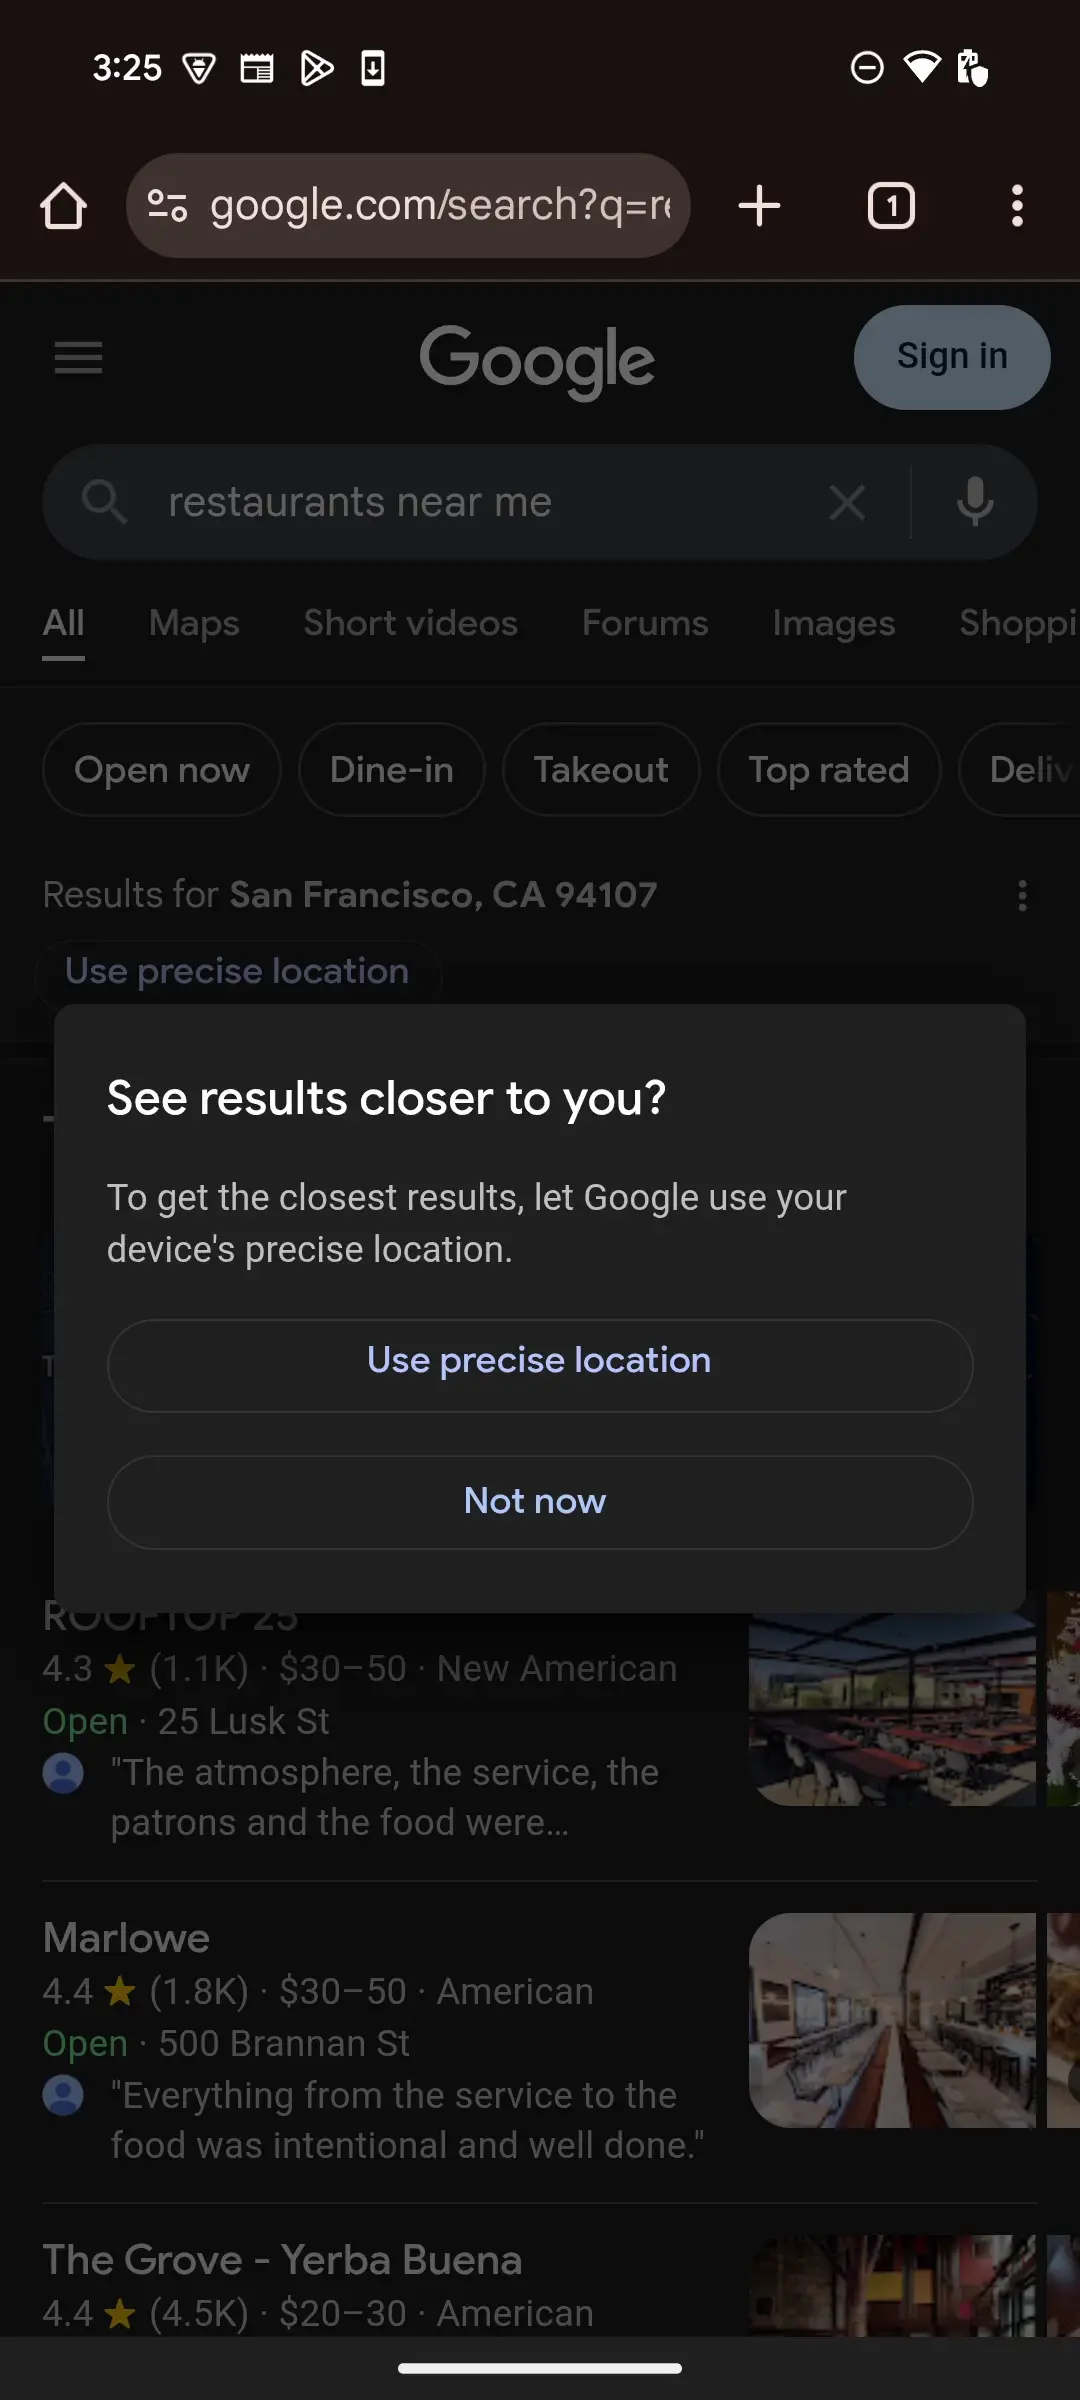 3:25
google.com/search?q=re
1
Google
Sign in
restaurants near me
All Maps Short videos Forums Images Shoppi
Open now Dine-in Takeout Top rated Deliv
Results for San Francisco, CA 94107
Use precise location
See results closer to you?
To get the closest results, let Google use your
device's precise location.
Use precise location
Not now
ROOFTOP 25
4.3 ★ (1.1K) · $30–50 · New American
Open · 25 Lusk St
"The atmosphere, the service, the
patrons and the food were…
Marlowe
4.4 ★ (1.8K) · $30–50 · American
Open · 500 Brannan St
"Everything from the service to the
food was intentional and well done."
The Grove - Yerba Buena
4.4 ★ (4.5K) · $20–30 · American